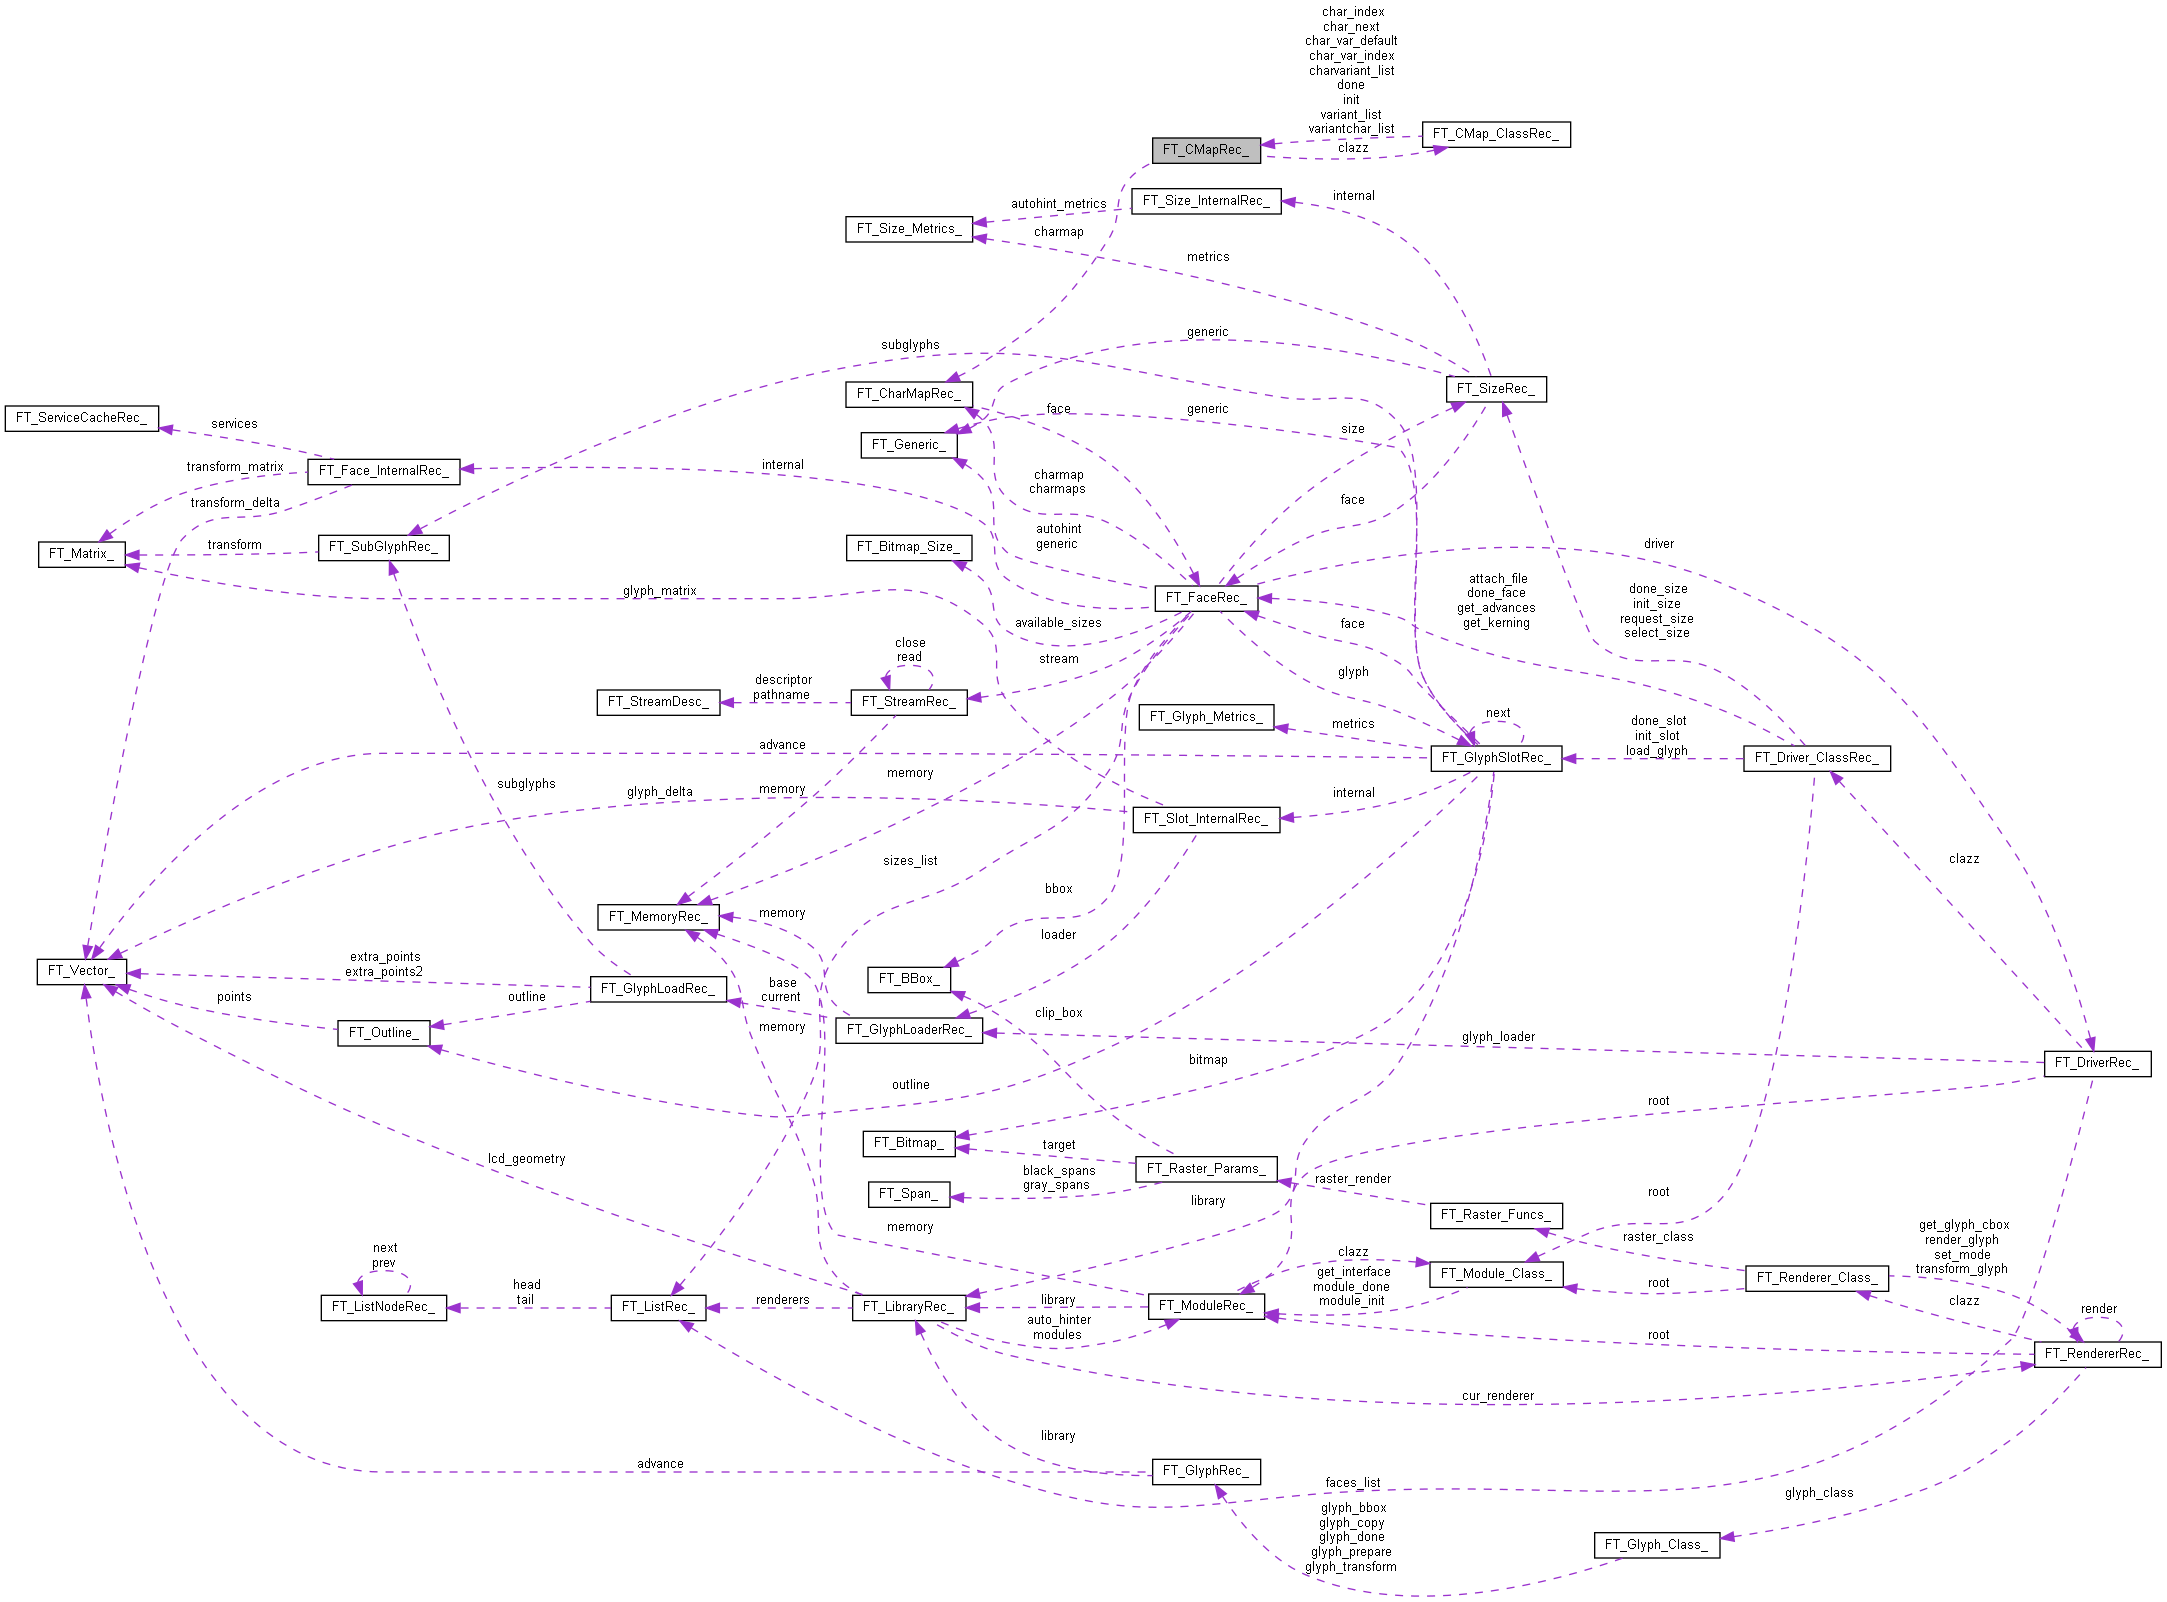 char_index
char_next
char_var_default
char_var_index
charvariant_list
done
init
variant_list
variantchar_list
FT_CMap_ClassRec_
FT_CMapRec_
clazz
internal
FT_Size_InternalRec_
autohint_metrics
FT_Size_Metrics_
charmap
metrics
generic
subglyphs
FT_SizeRec_
FT_CharMapRec_
face
generic
FT_ServiceCacheRec_
services
size
FT_Generic_
transform_matrix
FT_Face_InternalRec_
internal
charmap
charmaps
transform_delta
face
autohint
generic
driver
transform
FT_SubGlyphRec_
FT_Bitmap_Size_
FT_Matrix_
attach_file
done_face
get_advances
get_kerning
done_size
init_size
request_size
select_size
glyph_matrix
FT_FaceRec_
available_sizes
face
close
read
stream
glyph
descriptor
pathname
FT_StreamDesc_
FT_StreamRec_
FT_Glyph_Metrics_
metrics
next
done_slot
init_slot
load_glyph
advance
FT_GlyphSlotRec_
FT_Driver_ClassRec_
memory
subglyphs
glyph_delta
memory
internal
FT_Slot_InternalRec_
sizes_list
clazz
bbox
FT_MemoryRec_
memory
loader
extra_points
extra_points2
FT_Vector_
FT_BBox_
base
current
FT_GlyphLoadRec_
points
outline
clip_box
memory
FT_Outline_
FT_GlyphLoaderRec_
glyph_loader
bitmap
FT_DriverRec_
outline
root
FT_Bitmap_
target
FT_Raster_Params_
lcd_geometry
black_spans
gray_spans
raster_render
FT_Span_
library
root
FT_Raster_Funcs_
memory
raster_class
get_glyph_cbox
render_glyph
set_mode
transform_glyph
next
prev
clazz
get_interface
module_done
module_init
FT_Module_Class_
FT_Renderer_Class_
root
head
tail
renderers
library
clazz
FT_ListNodeRec_
FT_ListRec_
FT_LibraryRec_
FT_ModuleRec_
render
auto_hinter
modules
root
FT_RendererRec_
cur_renderer
library
advance
FT_GlyphRec_
faces_list
glyph_class
glyph_bbox
glyph_copy
glyph_done
glyph_prepare
glyph_transform
FT_Glyph_Class_